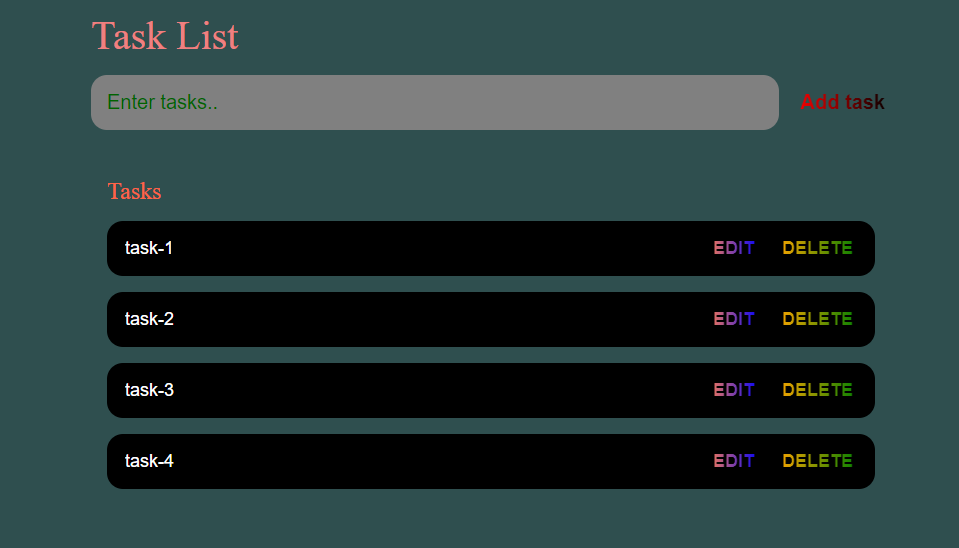 Task List
Enter tasks.. Add task
Tasks
task-1 EDIT DELETE
task-2 EDIT DELETE
task-3 EDIT DELETE
task-4 EDIT DELETE